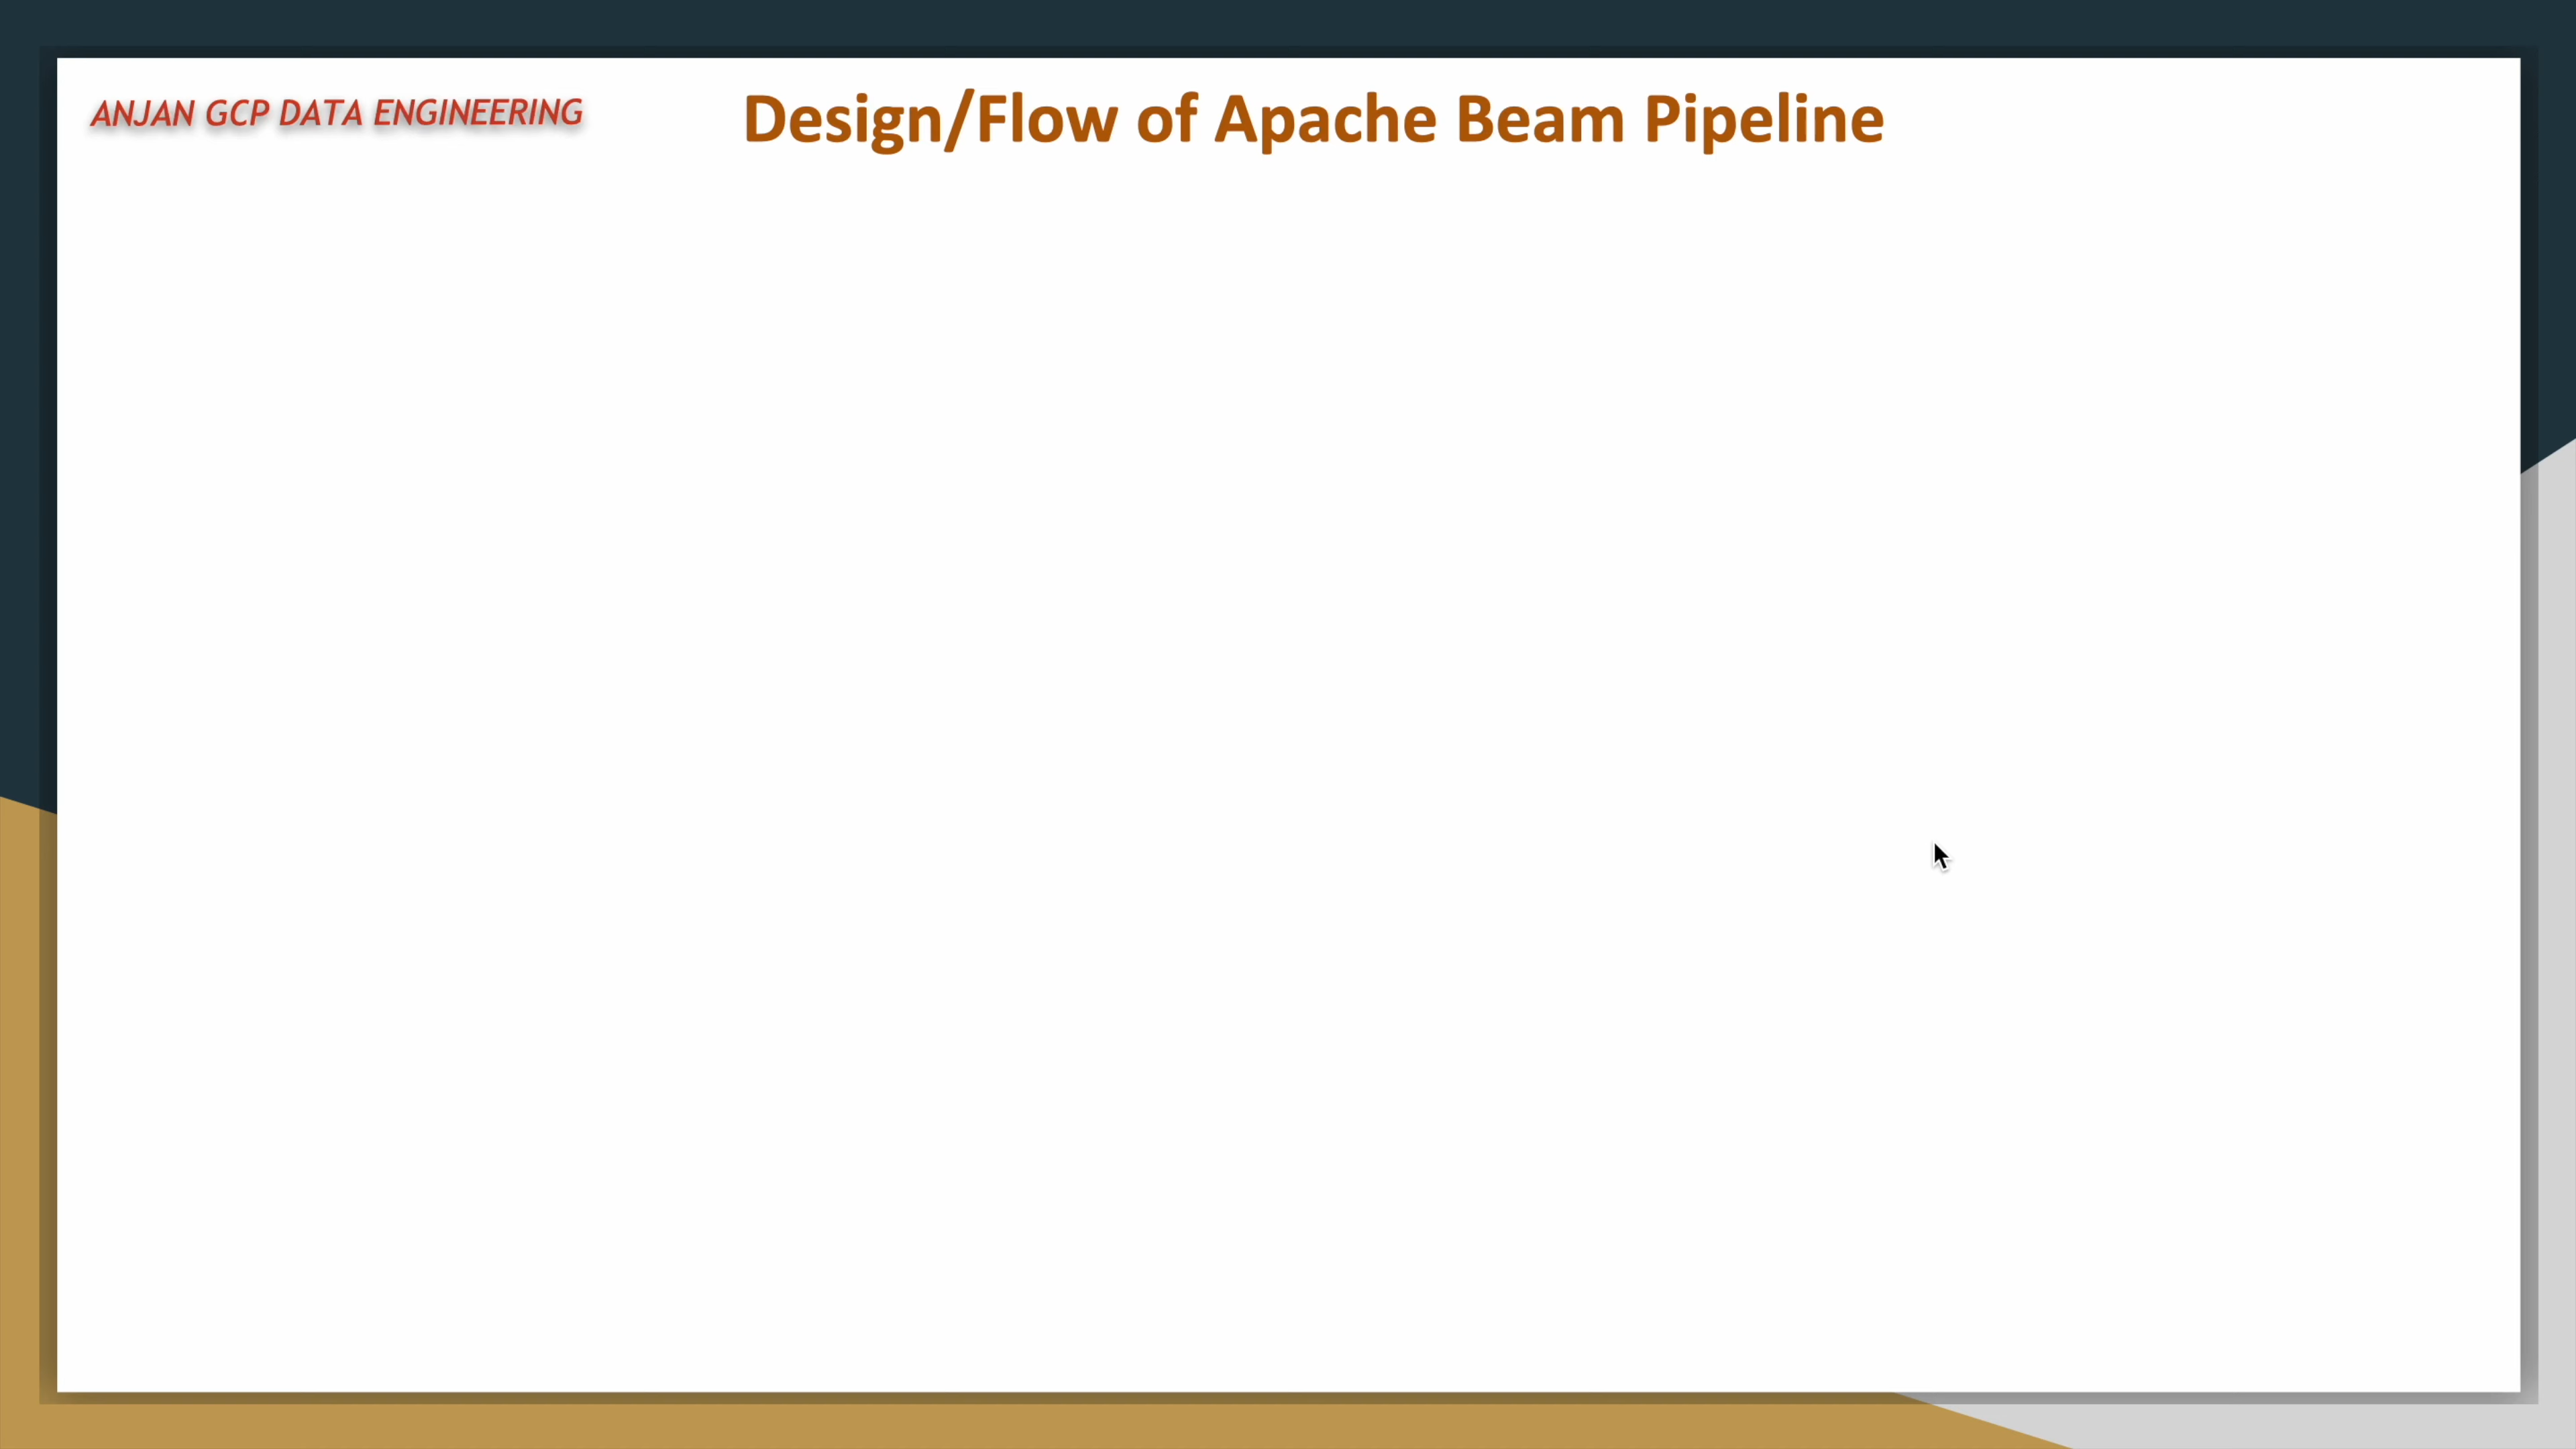 ANJAN GCP DATA ENGINEERING
Design/Flow of Apache Beam Pipeline